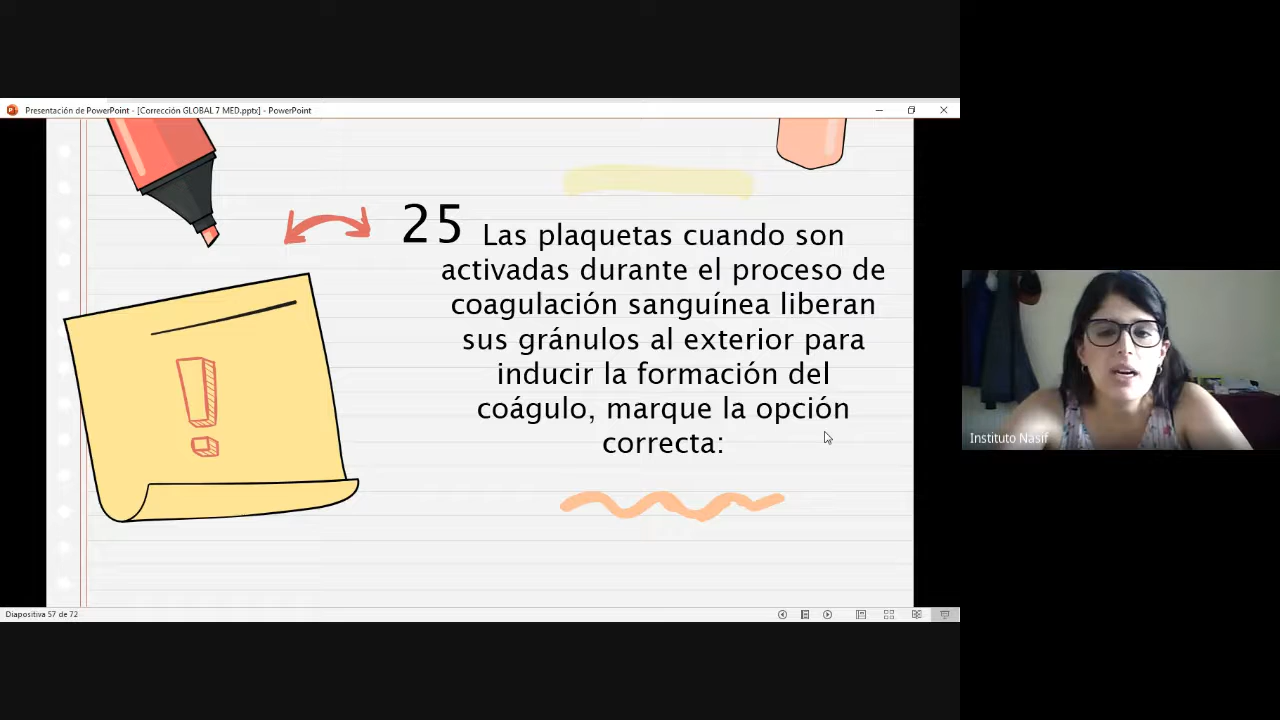 Presentación de PowerPoint - [Corrección GLOBAL 7 MED.pptx] - PowerPoint
25 Las plaquetas cuando son
activadas durante el proceso de
coagulación sanguínea liberan
sus gránulos al exterior para
inducir la formación del
coágulo, marque la opción
correcta:
Instituto Nasif
Diapositiva 57 de 72